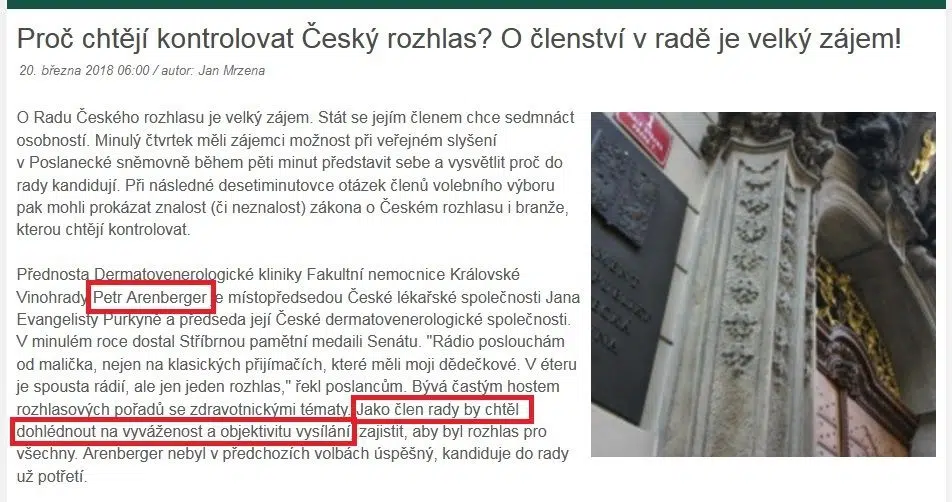 Proč chtějí kontrolovat Český rozhlas? O členství v radě je velký zájem!
20. března 2018 06:00 / autor: Jan Mrzena
O Radu Českého rozhlasu je velký zájem. Stát se jejím členem chce sedmnáct
osobností. Minulý čtvrtek měli zájemci možnost při veřejném slyšení
v Poslanecké sněmovně během pěti minut představit sebe a vysvětlit proč do
rady kandidují. Při následné desetiminutovce otázek členů volebního výboru
pak mohli prokázat znalost (či neznalost) zákona o Českém rozhlasu i branže,
kterou chtějí kontrolovat.
Přednosta Dermatovenerologické kliniky Fakultní nemocnice Královské
Vinohrady Petr Arenberger je místopředsedou České lékařské společnosti Jana
Evangelisty Purkyně a předseda její České dermatovenerologické společnosti.
V minulém roce dostal Stříbrnou pamětní medaili Senátu. "Rádio poslouchám
od malička, nejen na klasických přijímačích, které měli moji dědečkové. V éteru
je spousta rádií, ale jen jeden rozhlas," řekl poslancům. Bývá častým hostem
rozhlasových pořadů se zdravotnickými tématy. Jako člen rady by chtěl
dohlédnout na vyváženost a objektivitu vysílání, zajistit, aby byl rozhlas pro
všechny. Arenberger nebyl v předchozích volbách úspěšný, kandiduje do rady
už potřetí.